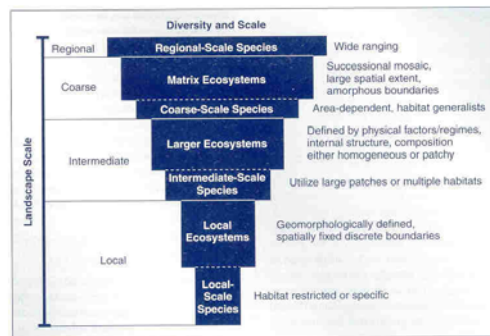 Diversity and Scale
Regional
Regional-Scale Species
Wide ranging
Coarse
Matrix Ecosystems
Successional mosaic,
large spatial extent,
amorphous boundaries
Coarse-Scale Species
Area-dependent, habitat generalists
Landscape Scale
Intermediate
Larger Ecosystems
Defined by physical factors/regimes,
internal structure, composition
either homogeneous or patchy
Intermediate-Scale
Species
Utilize large patches or multiple habitats
Local
Local
Ecosystems
Geomorphologically defined,
spatially fixed discrete boundaries
Local-
Scale
Species
Habitat restricted or specific